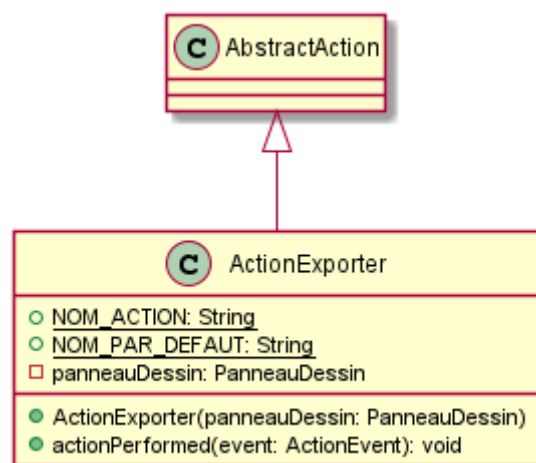 C AbstractAction
C ActionExporter
NOM_ACTION: String
NOM_PAR_DEFAUT: String
panneauDessin: PanneauDessin
ActionExporter(panneauDessin: PanneauDessin)
actionPerformed(event: ActionEvent): void